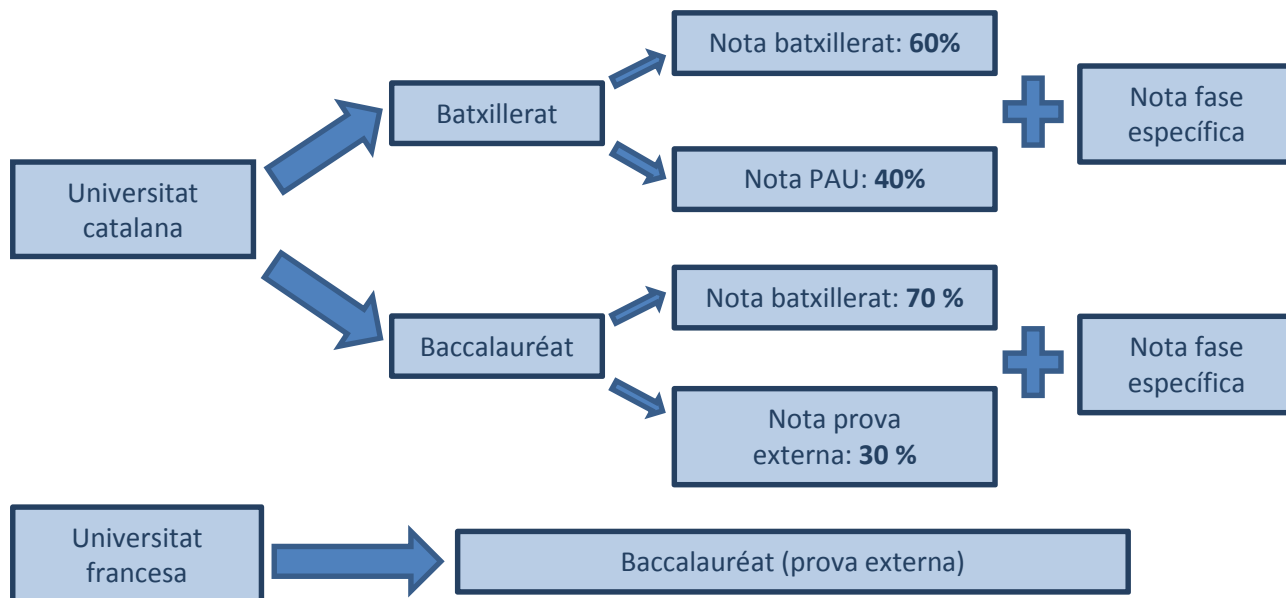 Universitat
catalana
Batxillerat
Nota batxillerat: 60%
Nota PAU: 40%
Nota fase
específica
Baccalauréat
Nota batxillerat: 70 %
Nota prova
externa: 30 %
Nota fase
específica
Universitat
francesa
Baccalauréat (prova externa)